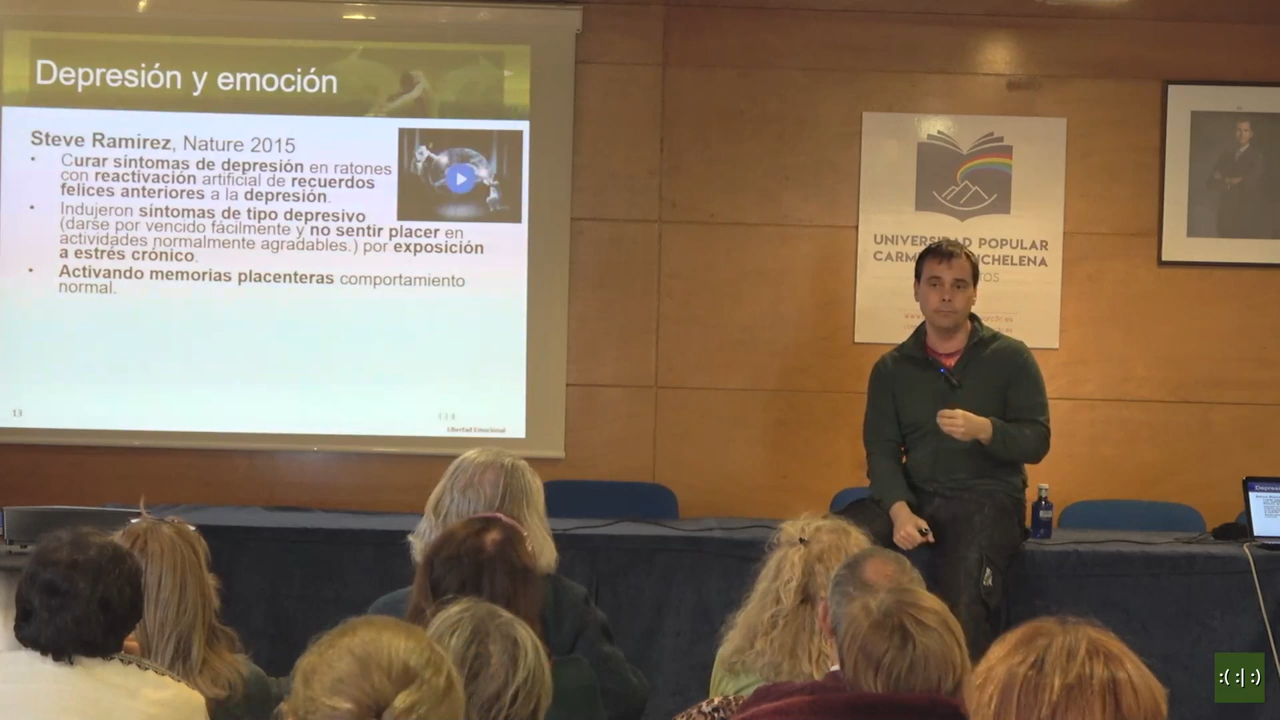 Depresión y emoción
Steve Ramirez, Nature 2015
• Curar síntomas de depresión en ratones
con reactivación artificial de recuerdos
felices anteriores a la depresión.
• Indujeron síntomas de tipo depresivo
(darse por vencido fácilmente y no sentir placer en
actividades normalmente agradables.) por exposición
a estrés crónico.
• Activando memorias placenteras comportamiento
normal.
13
Libertad Emocional
UNIVERSIDAD POPULAR
:( :| :)